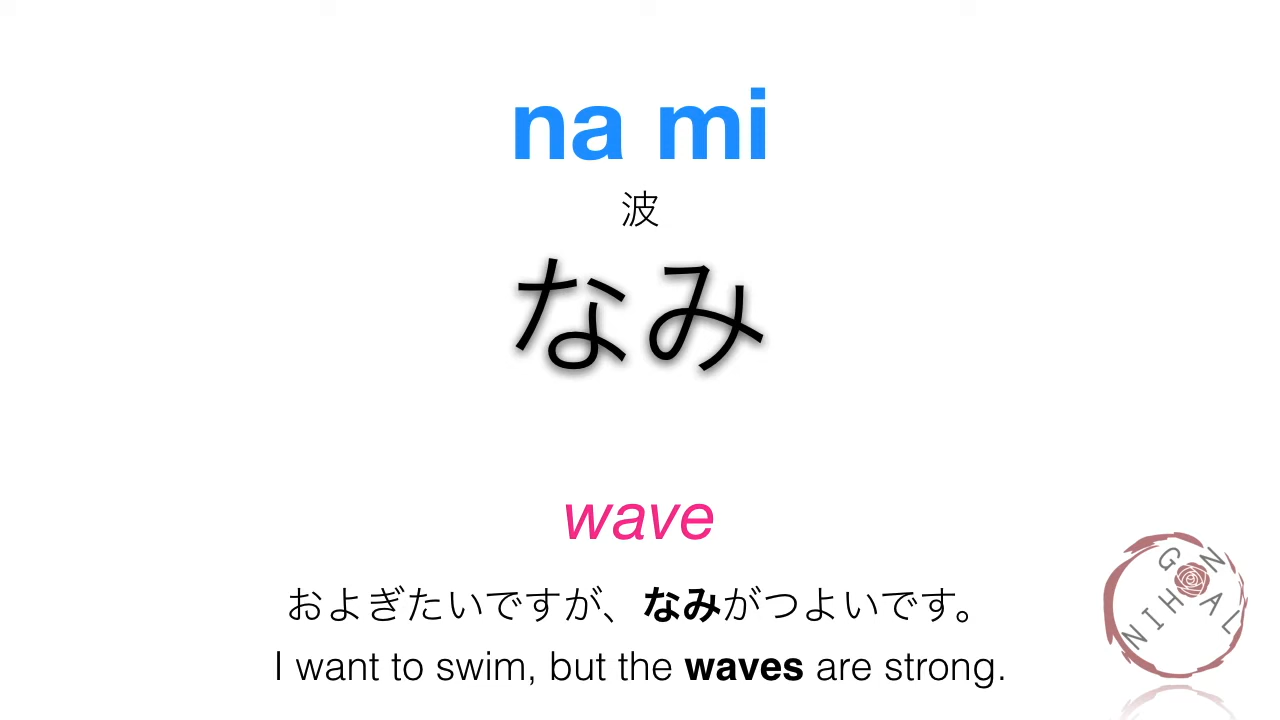 na mi
波
なみ
wave
およぎたいですが、なみがつよいです。
I want to swim, but the waves are strong.
NIHONGAL